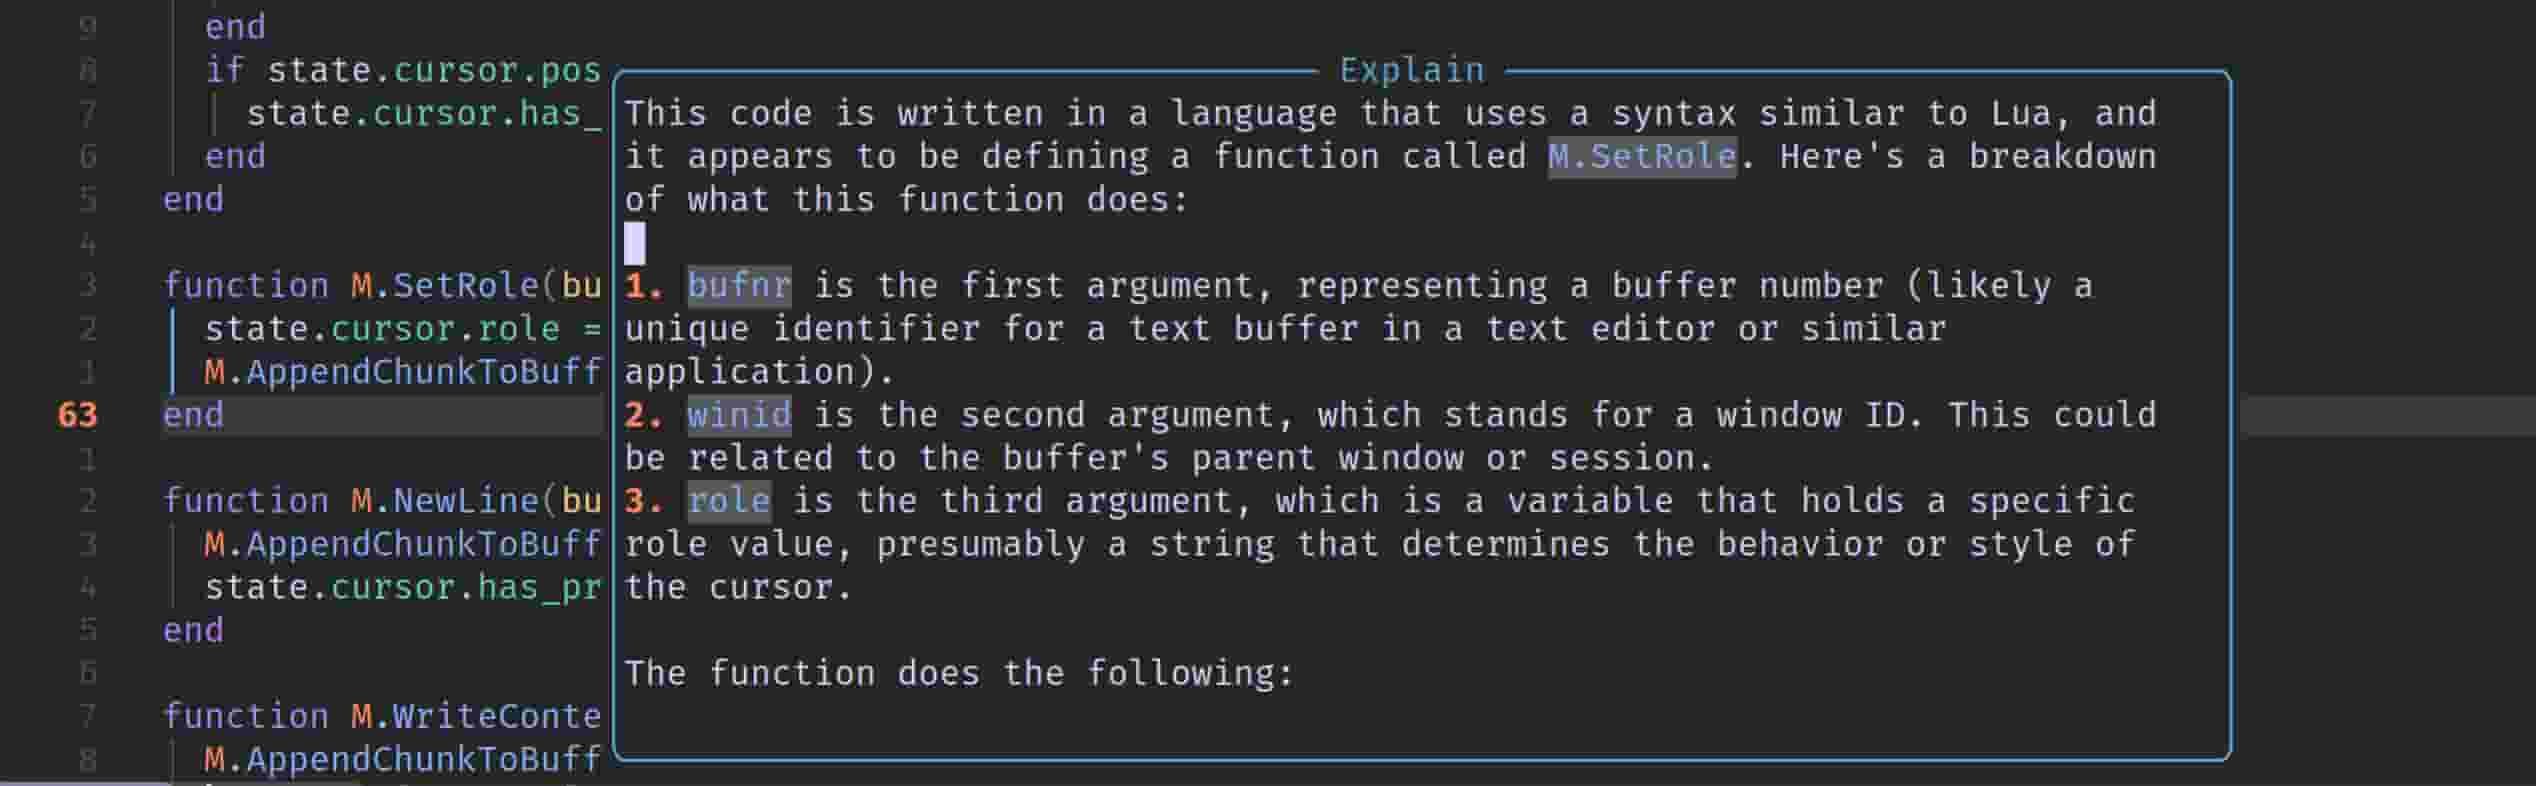 9 end
8 if state.cursor.pos
7 state.cursor.has_
6 end
5 end
4
3 function M.SetRole(bu
2 state.cursor.role =
1 M.AppendChunkToBuff
63 end
1
2 function M.NewLine(bu
3 M.AppendChunkToBuff
4 state.cursor.has_pr
5 end
6
7 function M.WriteConte
8 M.AppendChunkToBuff
Explain
This code is written in a language that uses a syntax similar to Lua, and
it appears to be defining a function called M.SetRole. Here's a breakdown
of what this function does:
1. bufnr is the first argument, representing a buffer number (likely a
unique identifier for a text buffer in a text editor or similar
application).
2. winid is the second argument, which stands for a window ID. This could
be related to the buffer's parent window or session.
3. role is the third argument, which is a variable that holds a specific
role value, presumably a string that determines the behavior or style of
the cursor.
The function does the following: